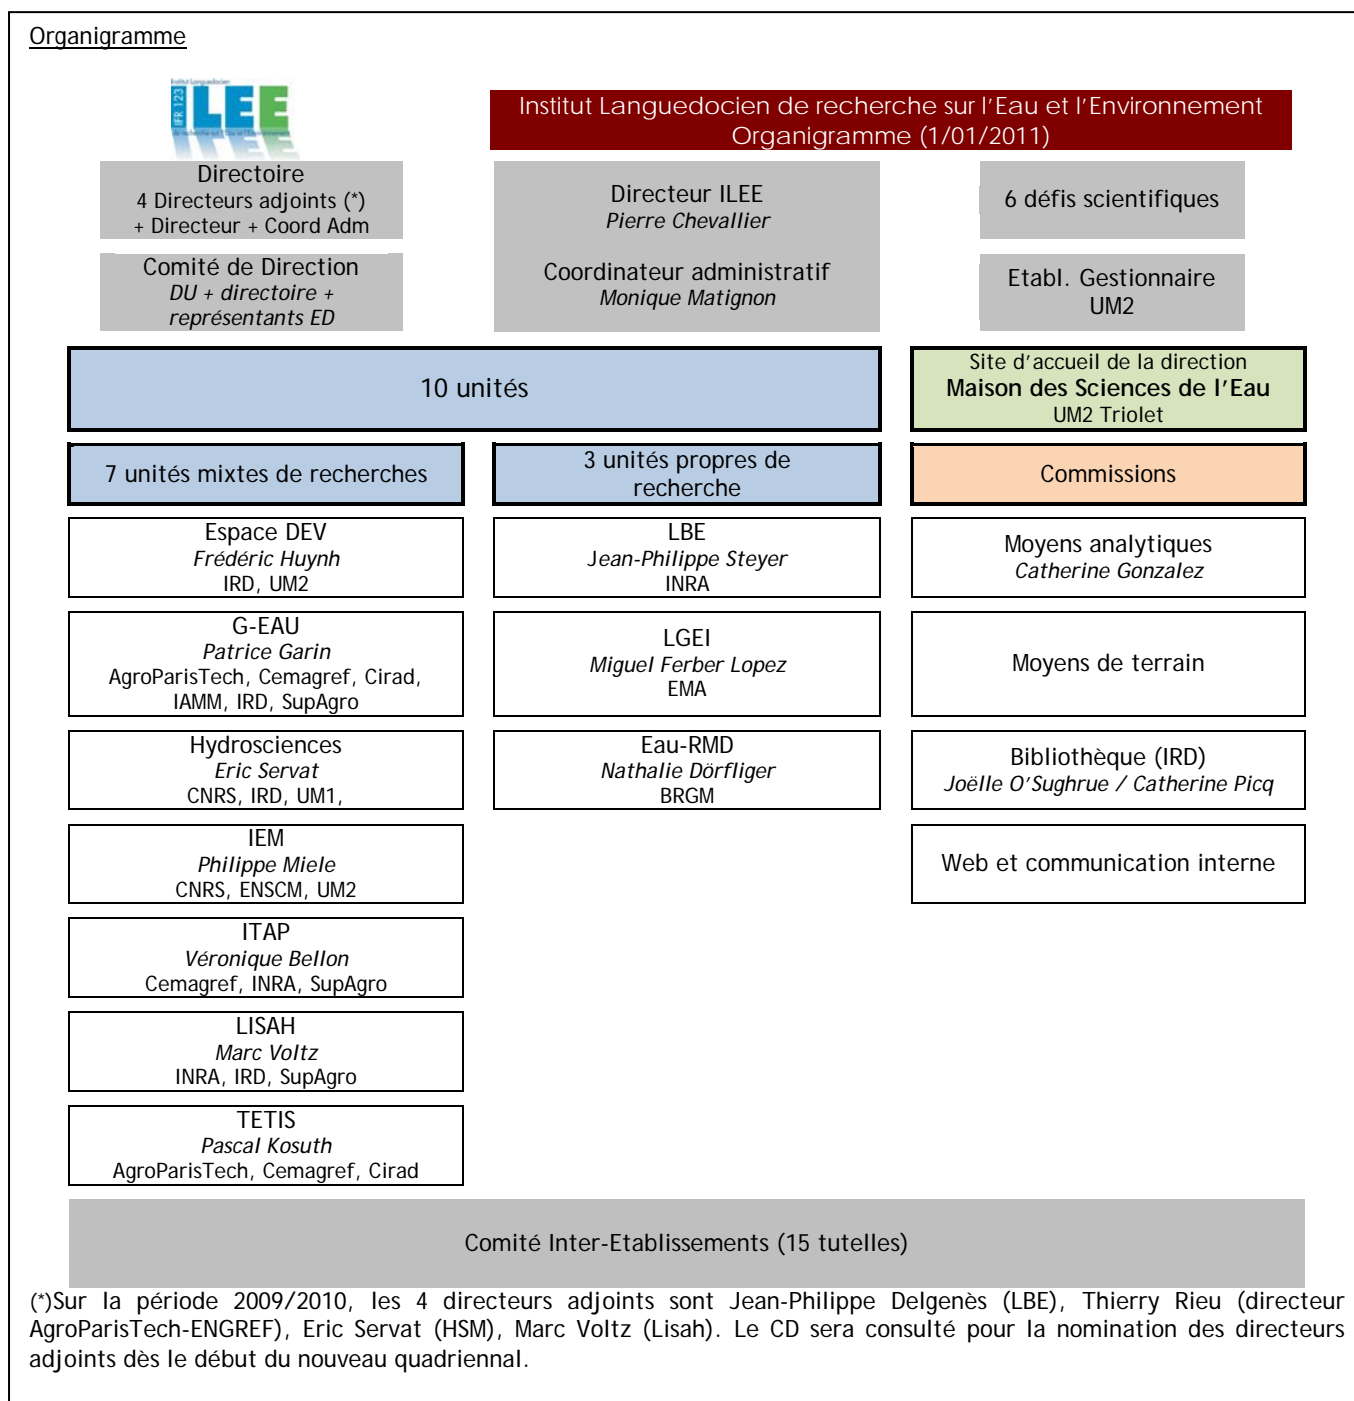 Organigramme
Institut Languedocien
IFR 123
ILEE
de recherche sur l'Eau et l'Environnement
Institut Languedocien de recherche sur l'Eau et l'Environnement
Organigramme (1/01/2011)
Directoire
4 Directeurs adjoints (*)
+ Directeur + Coord Adm
Comité de Direction
DU + directoire +
représentants ED
Directeur ILEE
Pierre Chevallier
Coordinateur administratif
Monique Matignon
6 défis scientifiques
Etabl. Gestionnaire
UM2
10 unités
Site d'accueil de la direction
Maison des Sciences de l'Eau
UM2 Triolet
7 unités mixtes de recherches
3 unités propres de
recherche
Commissions
Espace DEV
Frédéric Huynh
IRD, UM2
G-EAU
Patrice Garin
AgroParisTech, Cemagref, Cirad,
IAMM, IRD, SupAgro
Hydrosciences
Eric Servat
CNRS, IRD, UM1,
IEM
Philippe Miele
CNRS, ENSCM, UM2
ITAP
Véronique Bellon
Cemagref, INRA, SupAgro
LISAH
Marc Voltz
INRA, IRD, SupAgro
TETIS
Pascal Kosuth
AgroParisTech, Cemagref, Cirad
LBE
Jean-Philippe Steyer
INRA
LGEI
Miguel Ferber Lopez
EMA
Eau-RMD
Nathalie Dörfliger
BRGM
Moyens analytiques
Catherine Gonzalez
Moyens de terrain
Bibliothèque (IRD)
Joëlle O'Sughrue / Catherine Picq
Web et communication interne
Comité Inter-Etablissements (15 tutelles)
(*)Sur la période 2009/2010, les 4 directeurs adjoints sont Jean-Philippe Delgenès (LBE), Thierry Rieu (directeur
AgroParisTech-ENGREF), Eric Servat (HSM), Marc Voltz (Lisah). Le CD sera consulté pour la nomination des directeurs
adjoints dès le début du nouveau quadriennal.